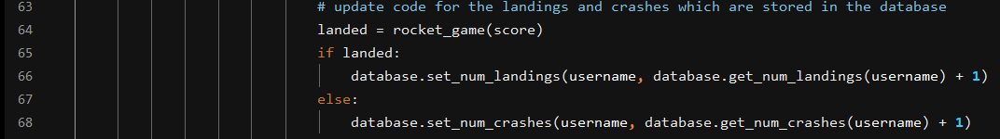 63 # update code for the landings and crashes which are stored in the database
64 landed = rocket_game(score)
65 if landed:
66 database.set_num_landings(username, database.get_num_landings(username) + 1)
67 else:
68 database.set_num_crashes(username, database.get_num_crashes(username) + 1)